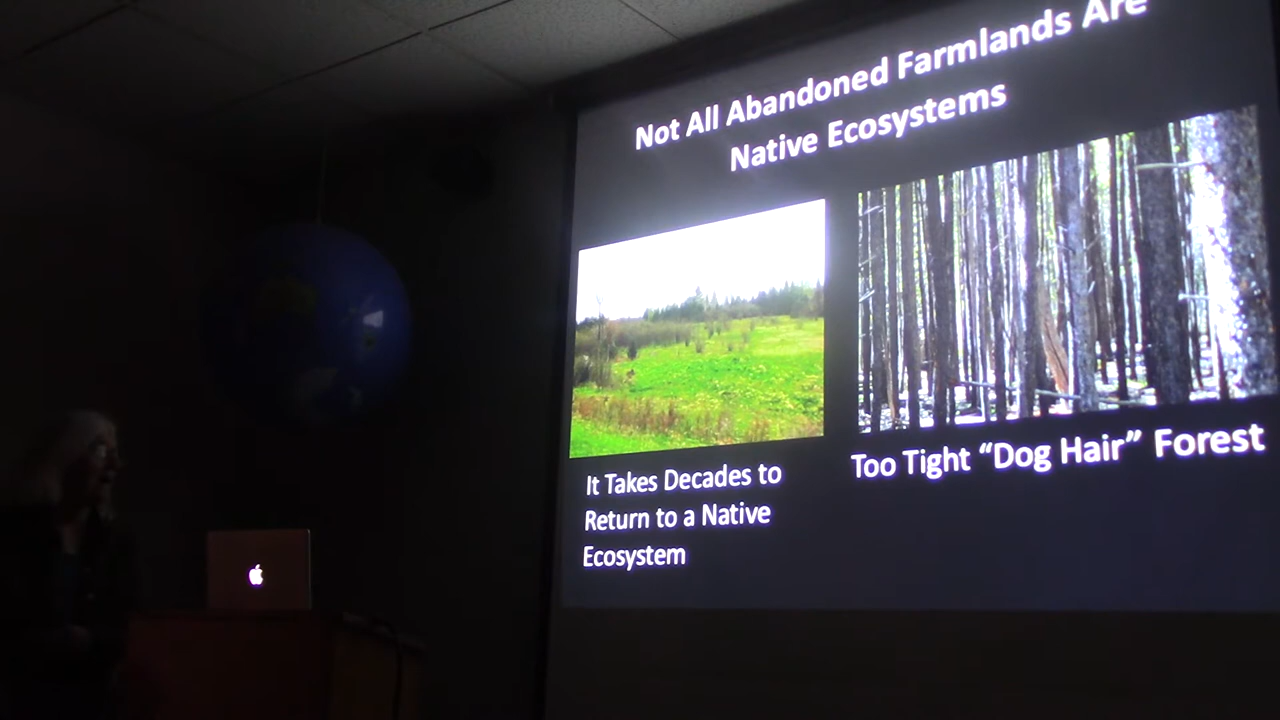 Not All Abandoned Farmlands Are
Native Ecosystems
It Takes Decades to
Return to a Native
Ecosystem
Too Tight “Dog Hair” Forest